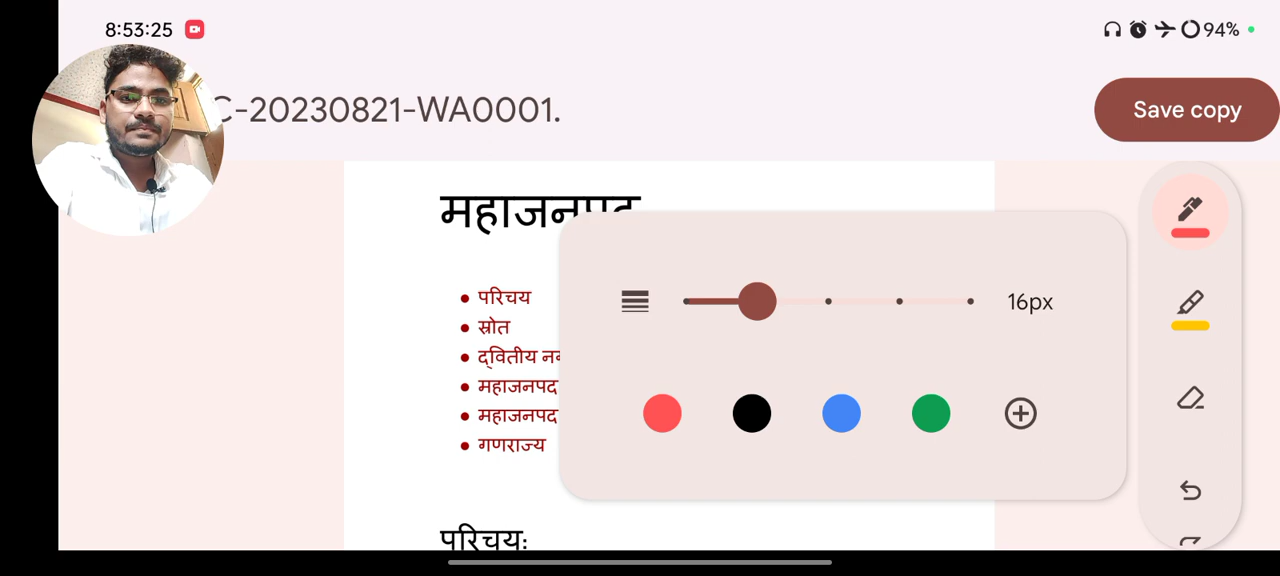 8:53:25
94%
C-20230821-WA0001.
Save copy
परिचय
स्रोत
द्वितीय
महाजनपद
महाजनपद
गणराज्य
16px
परिचय: